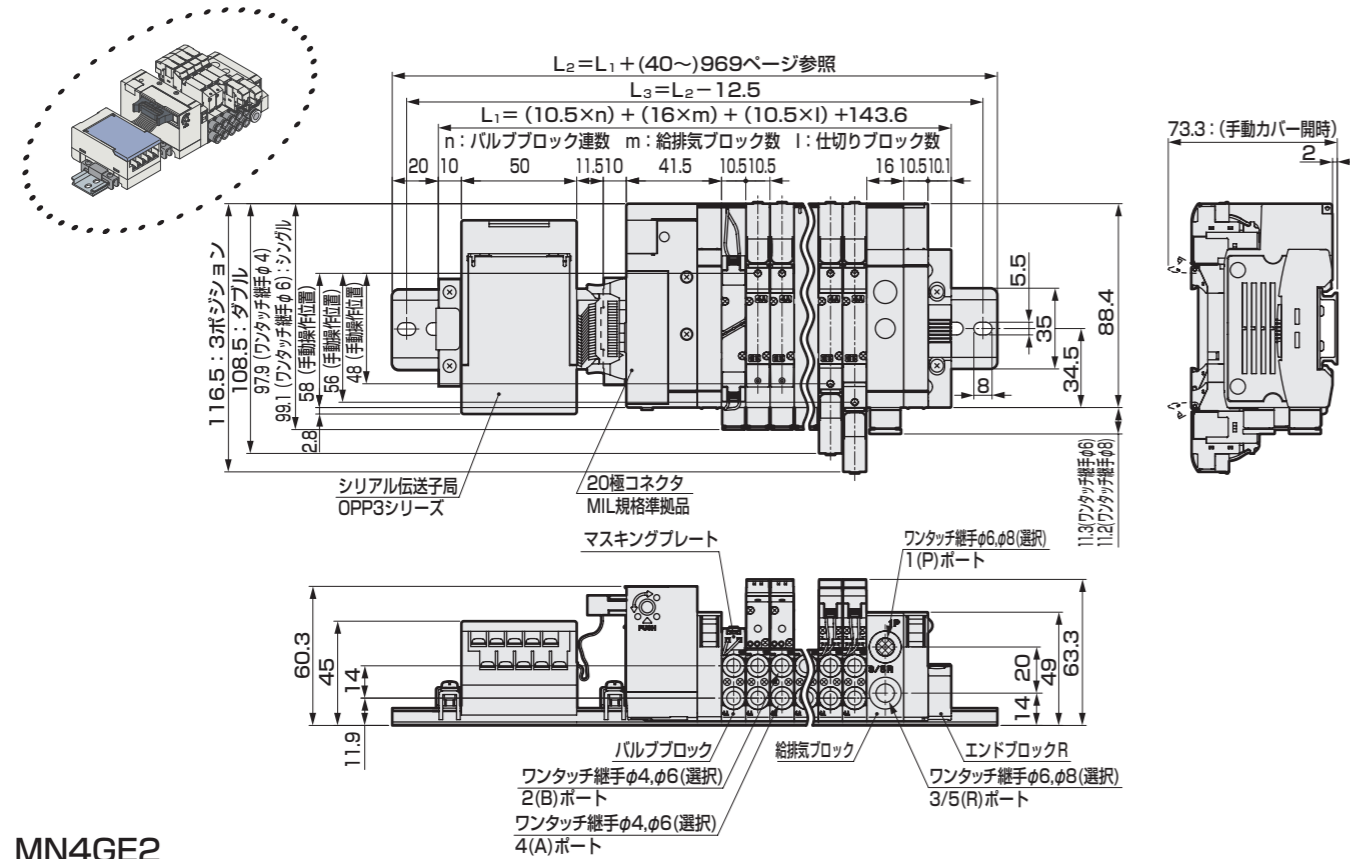 L₂=L₁+(40~)969ページ参照
L₃=L₂−12.5
L₁= (10.5×n) + (16×m) + (10.5×l) +143.6
n：バルブブロック連数　m：給排気ブロック数　l：仕切りブロック数
20
10
50
11.5
10
41.5
10.5
10.5
16
10.5
10.1
73.3：(手動カバー開時)
2
116.5：3ポジション
108.5：ダブル
97.9 (ワンタッチ継手φ4)
99.1 (ワンタッチ継手φ6)：シングル
58 (手動操作位置)
56 (手動操作位置)
48 (手動操作位置)
2.8
5.5
35
34.5
88.4
8
11.3(ワンタッチ継手φ6)
11.2(ワンタッチ継手φ8)
シリアル伝送子局
OPP3シリーズ
20極コネクタ
MIL規格準拠品
マスキングプレート
ワンタッチ継手φ6,φ8(選択)
1(P)ポート
60.3
45
14
11.9
PUSH
1P
3/5R
4A
4A
4A
4A
4A
20
14
49
63.3
バルブブロック
給排気ブロック
エンドブロックR
ワンタッチ継手φ4,φ6(選択)
2(B)ポート
ワンタッチ継手φ6,φ8(選択)
3/5(R)ポート
ワンタッチ継手φ4,φ6(選択)
4(A)ポート
MN4GE2